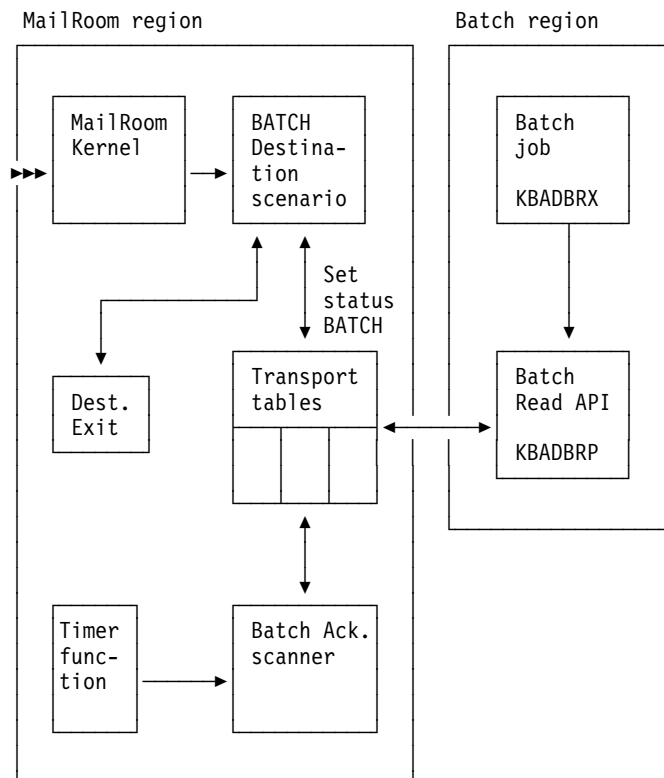 MailRoom region
Batch region
MailRoom
Kernel
BATCH
Destina-
tion
scenario
Batch
job
KBADBRX
Set
status
BATCH
Dest.
Exit
Transport
tables
Batch
Read API
KBADBRP
Timer
func-
tion
Batch Ack.
scanner